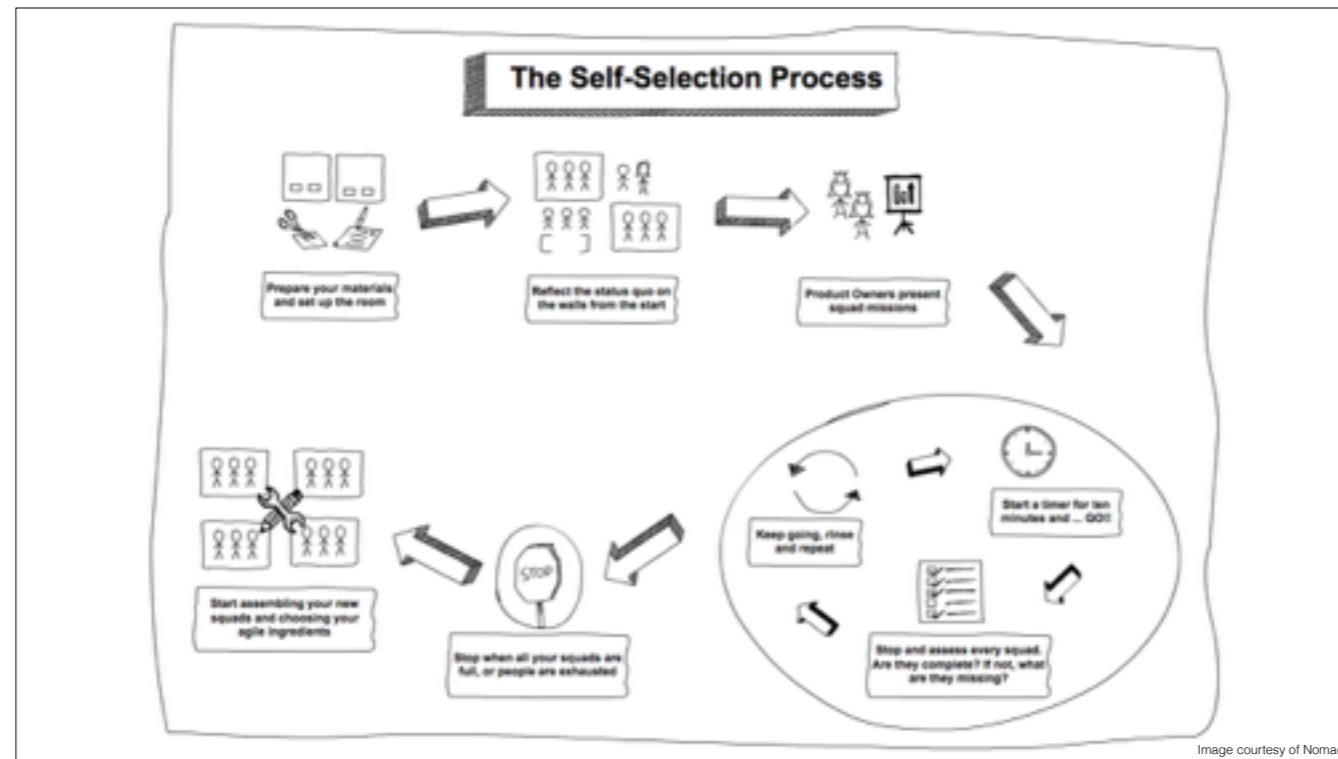 The Self-Selection Process
Prepare your materials
and set up the room
Reflect the status quo on
the walls from the start
Product Owners present
squad missions
Start a timer for ten
minutes and ... GO!!
Stop and assess every squad.
Are they complete? If not, what
are they missing?
Keep going, rinse
and repeat
STOP
Stop when all your squads are
full, or people are exhausted
Start assembling your new
squads and choosing your
agile ingredients
Image courtesy of